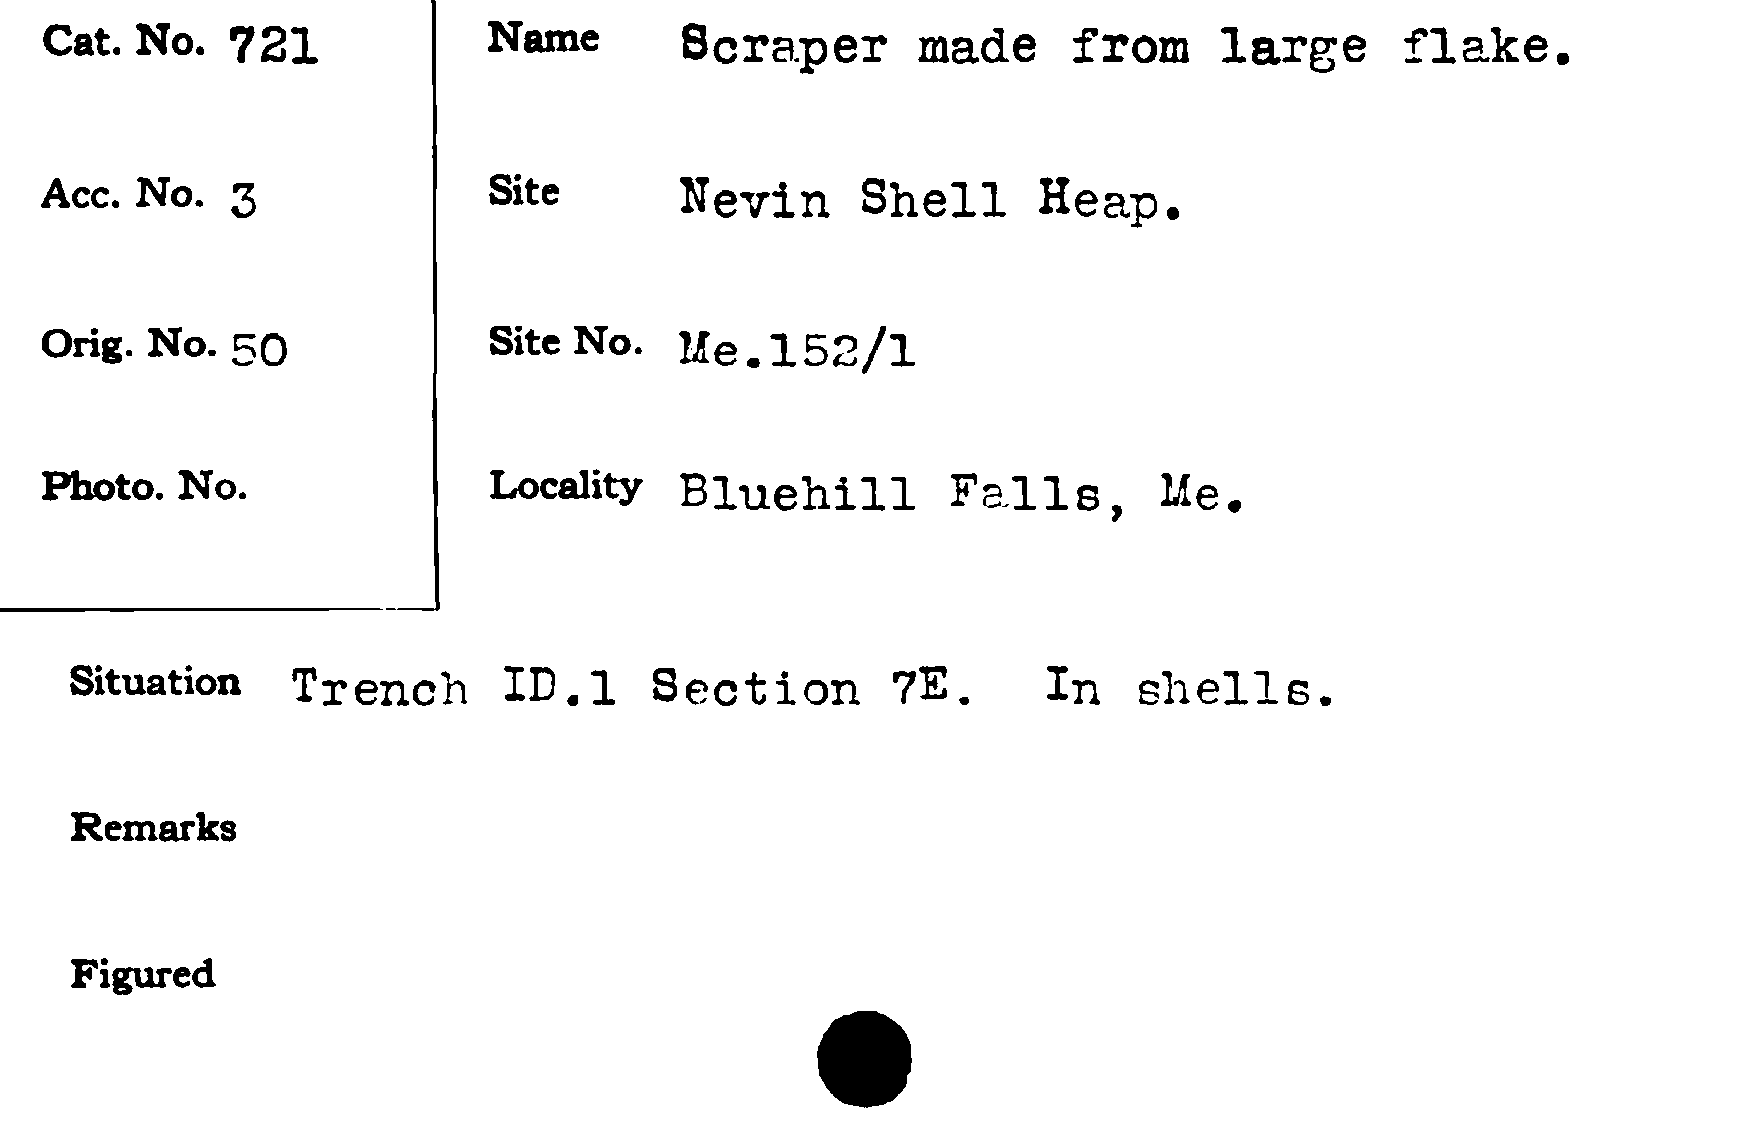 Cat. No. 721
Name Scraper made from large flake.
Acc. No. 3
Site Nevin Shell Heap.
Orig. No. 50
Site No. Me.152/1
Photo. No.
Locality Bluehill Falls, Me.
Situation Trench ID.1 Section 7E. In shells.
Remarks
Figured